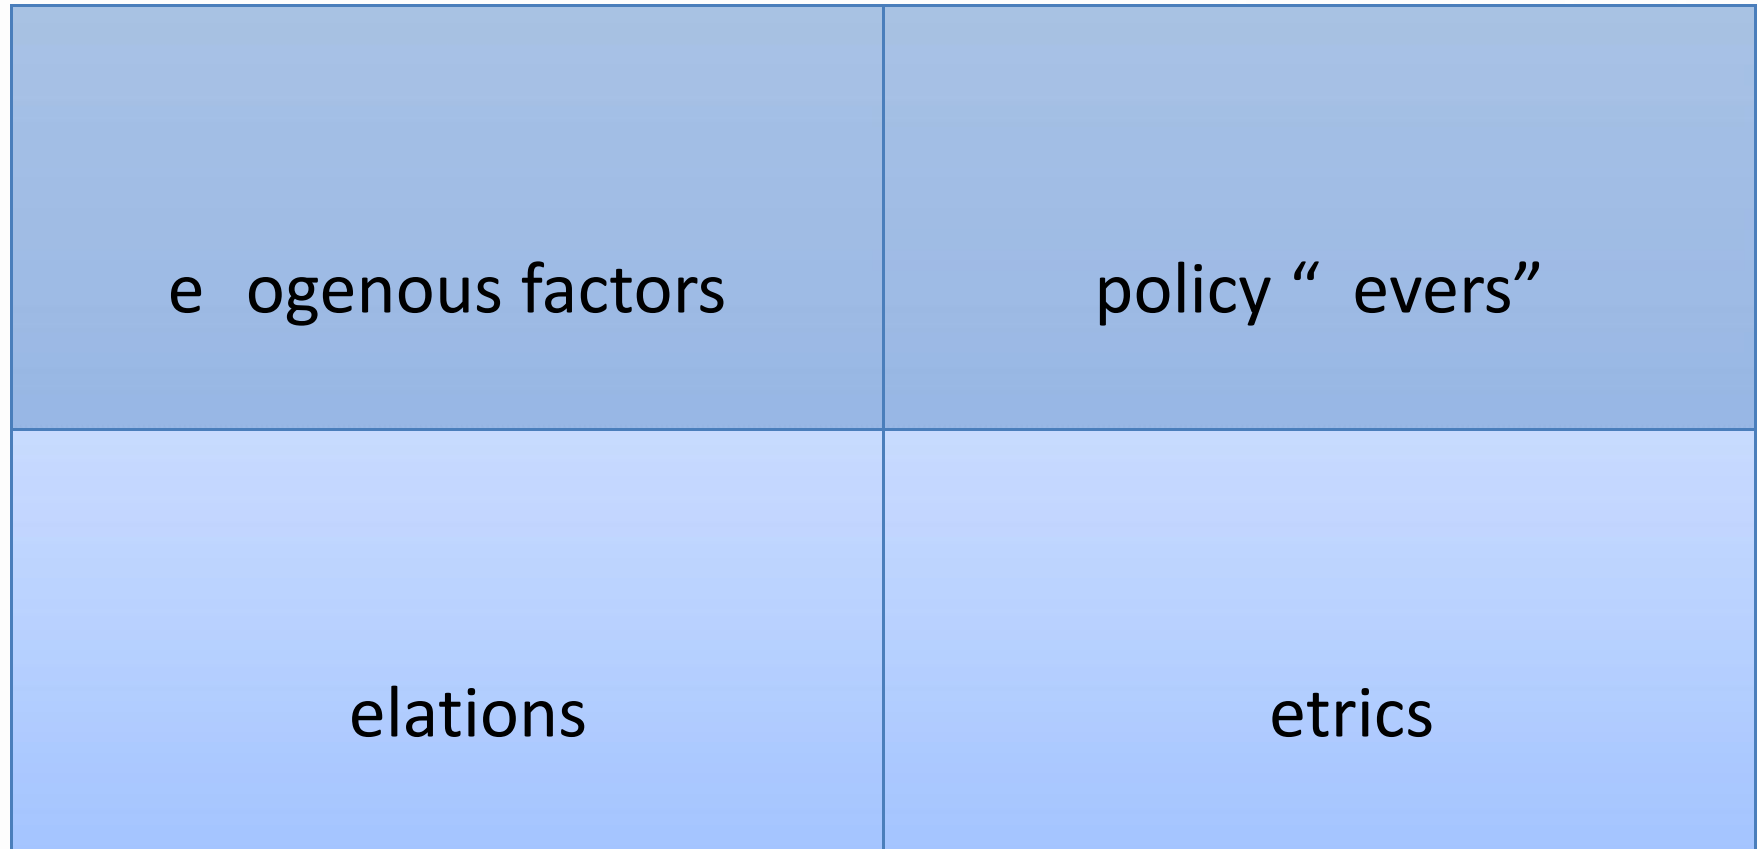 e ogenous factors
policy “ evers”
elations
etrics